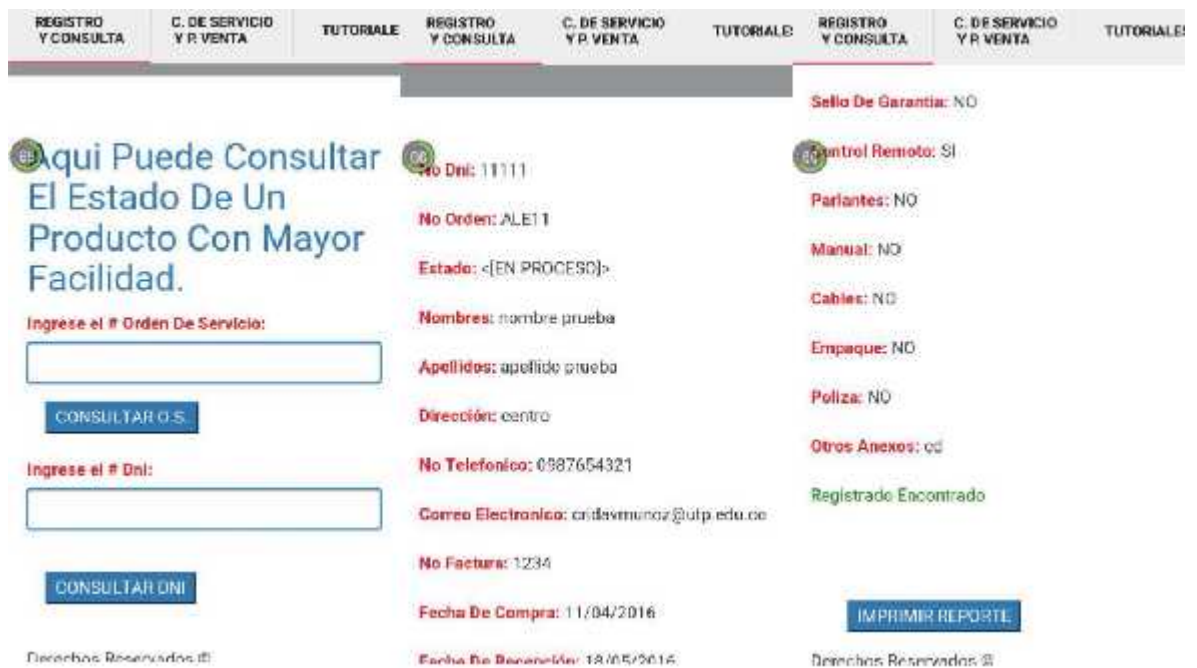 REGISTRO
Y CONSULTA
C. DE SERVICIO
Y P. VENTA
TUTORIALE
Aqui Puede Consultar
El Estado De Un
Producto Con Mayor
Facilidad.
Ingrese el # Orden De Servicio:
CONSULTAR O.S.
Ingrese el # Dni:
CONSULTAR DNI
Derechos Reservados ©
REGISTRO
Y CONSULTA
C. DE SERVICIO
Y P. VENTA
TUTORIALE
No Dni: 11111
No Orden: ALE11
Estado: <[EN PROCESO]>
Nombres: nombre prueba
Apellidos: apellido prueba
Dirección: centro
No Telefonico: 0987654321
Correo Electronico: cridavmunoz@utp.edu.co
No Factura: 1234
Fecha De Compra: 11/04/2016
Fecha De Recepción: 18/05/2016
REGISTRO
Y CONSULTA
C. DE SERVICIO
Y P. VENTA
TUTORIALES
Sello De Garantia: NO
Control Remoto: SI
Parlantes: NO
Manual: NO
Cables: NO
Empaque: NO
Poliza: NO
Otros Anexos: cd
Registrado Encontrado
IMPRIMIR REPORTE
Derechos Reservados ©